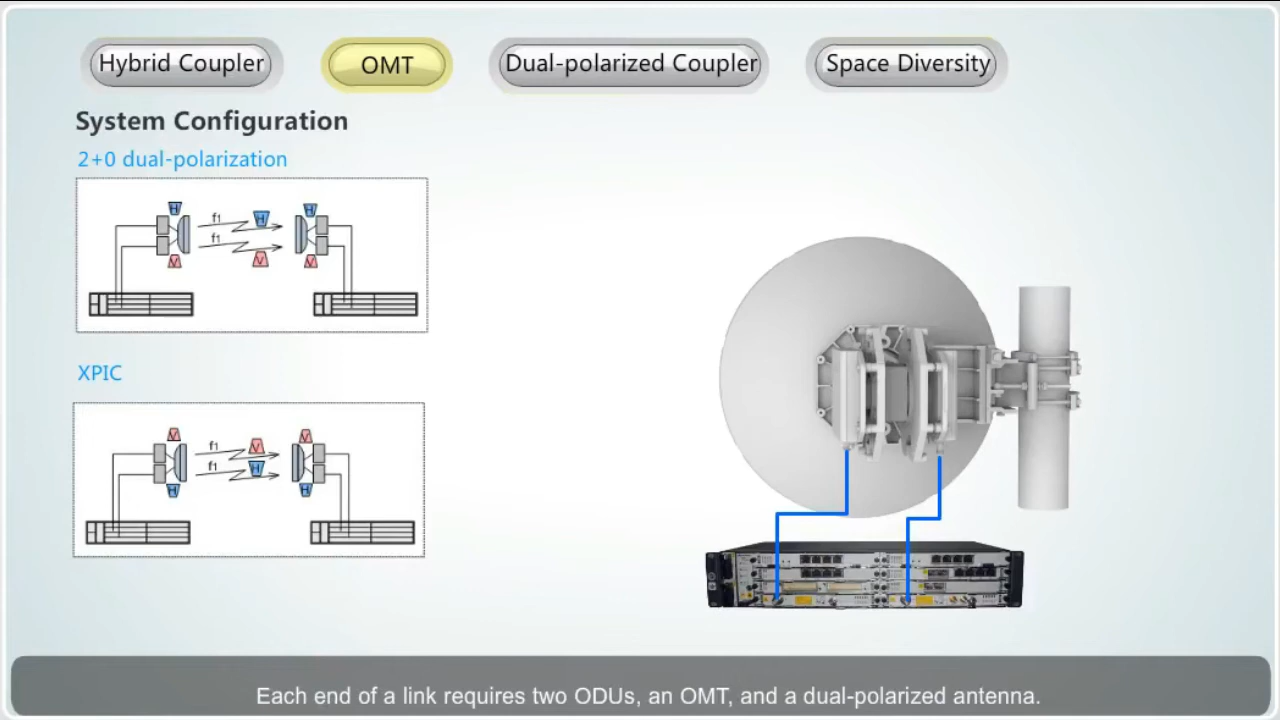 Hybrid Coupler
OMT
Dual-polarized Coupler
Space Diversity
System Configuration
2+0 dual-polarization
H
f1
H
H
f1
V
V
V
XPIC
V
f1
V
V
f1
H
H
H
Each end of a link requires two ODUs, an OMT, and a dual-polarized antenna.